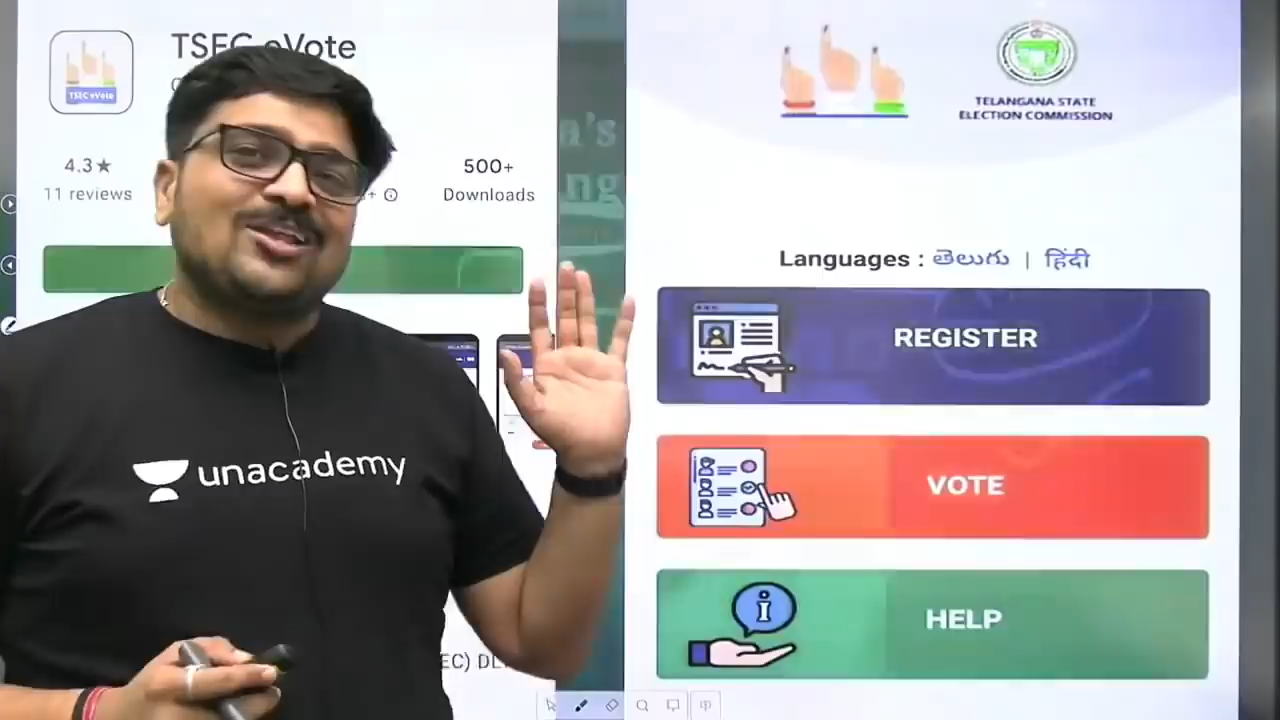 TSEC eVote
TSEC eVote
4.3★
11 reviews
500+
Downloads
a's
ng
unacademy
TELANGANA STATE
ELECTION COMMISSION
Languages : తెలుగు | हिंदी
REGISTER
VOTE
HELP